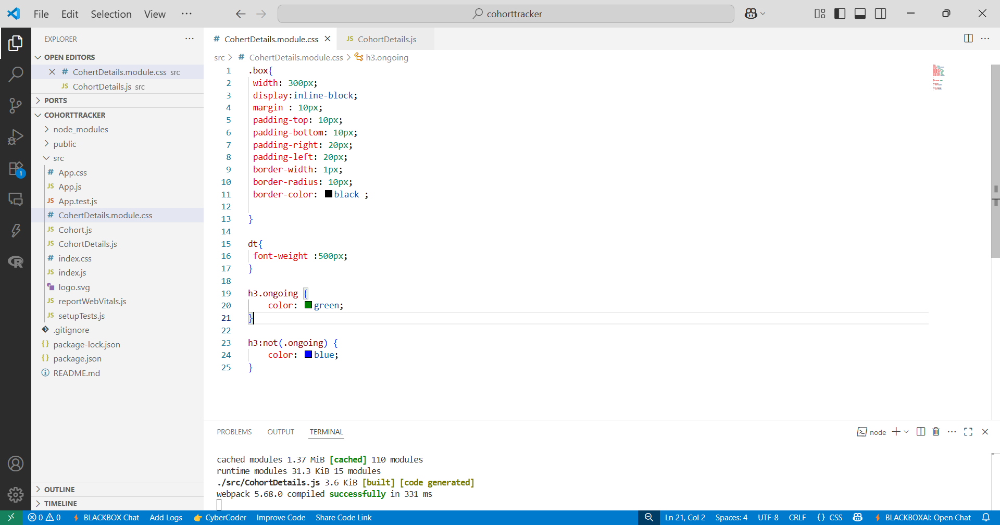 File Edit Selection View ··· cohorttracker
EXPLORER ···
OPEN EDITORS
CohertDetails.module.css src
JS CohortDetails.js src
PORTS
COHORTTRACKER
node_modules
public
src
# App.css
JS App.js
JS App.test.js
# CohertDetails.module.css
JS Cohort.js
JS CohortDetails.js
# index.css
JS index.js
logo.svg
JS reportWebVitals.js
JS setupTests.js
.gitignore
{} package-lock.json
{} package.json
README.md
OUTLINE
TIMELINE
1
# CohertDetails.module.css JS CohortDetails.js
src > # CohertDetails.module.css > h3.ongoing
1 .box{
2 width: 300px;
3 display:inline-block;
4 margin : 10px;
5 padding-top: 10px;
6 padding-bottom: 10px;
7 padding-right: 20px;
8 padding-left: 20px;
9 border-width: 1px;
10 border-radius: 10px;
11 border-color: black ;
12
13 }
14
15 dt{
16 font-weight :500px;
17 }
18
19 h3.ongoing {
20 color: green;
21 }
22
23 h3:not(.ongoing) {
24 color: blue;
25 }
PROBLEMS OUTPUT TERMINAL node
cached modules 1.37 MiB [cached] 110 modules
runtime modules 31.3 KiB 15 modules
./src/CohortDetails.js 3.6 KiB [built] [code generated]
webpack 5.68.0 compiled successfully in 331 ms
0 0 BLACKBOX Chat Add Logs CyberCoder Improve Code Share Code Link Ln 21, Col 2 Spaces: 4 UTF-8 CRLF {} CSS BLACKBOXAI: Open Chat